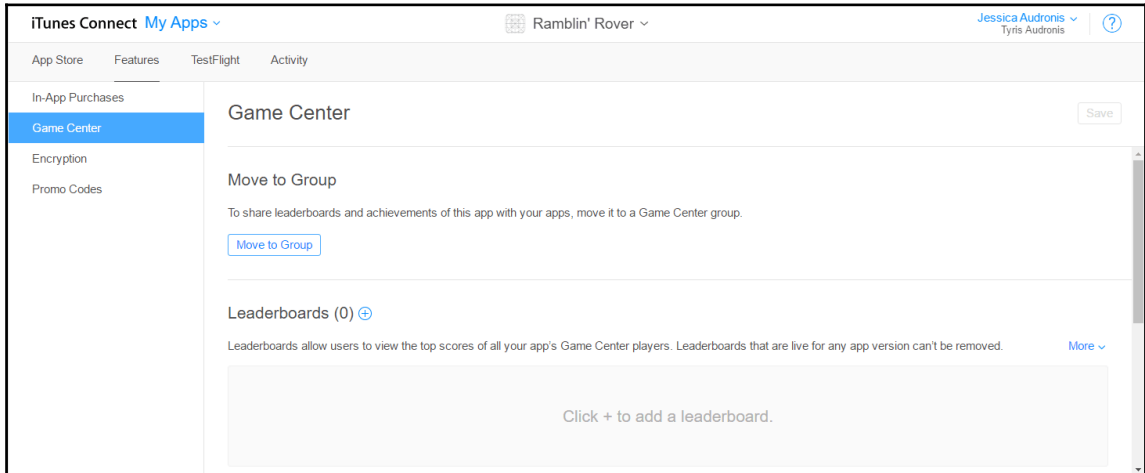 iTunes Connect My Apps
Ramblin' Rover
Jessica Audronis
Tyris Audronis
?
App Store Features TestFlight Activity
In-App Purchases
Game Center
Encryption
Promo Codes
Game Center
Save
Move to Group
To share leaderboards and achievements of this app with your apps, move it to a Game Center group.
Move to Group
Leaderboards (0)
Leaderboards allow users to view the top scores of all your app's Game Center players. Leaderboards that are live for any app version can't be removed. More
Click + to add a leaderboard.